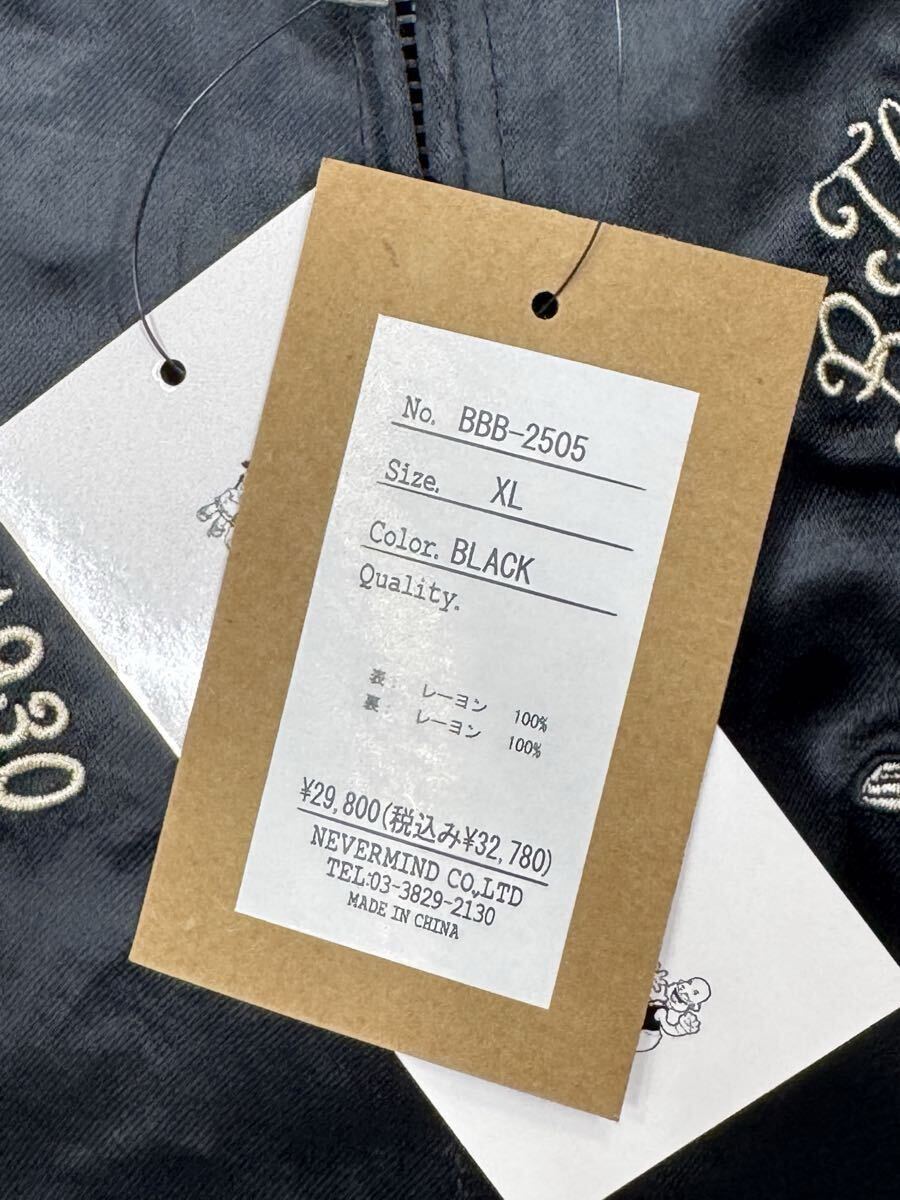 No. BBB-2505
Size. XL
Color. BLACK
Quality.
表: レーヨン 100%
裏 レーヨン 100%
¥29,800(税込み¥32,780)
NEVERMIND CO.,LTD
TEL:03-3829-2130
MADE IN CHINA
1930